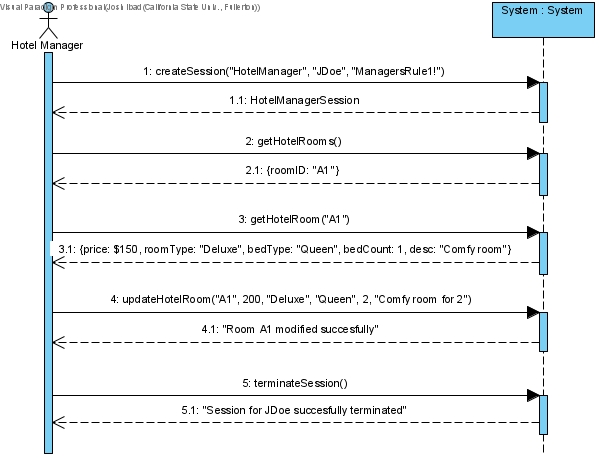 Visual Paradigm Professional(Josh Ibad(California State Univ., Fullerton))
System : System
Hotel Manager
1: createSession("HotelManager", "JDoe", "ManagersRule1!")
1.1: HotelManagerSession
2: getHotelRooms()
2.1: {roomID: "A1"}
3: getHotelRoom("A1")
3.1: {price: $150, roomType: "Deluxe", bedType: "Queen", bedCount: 1, desc: "Comfy room"}
4: updateHotelRoom("A1", 200, "Deluxe", "Queen", 2, "Comfy room for 2")
4.1: "Room A1 modified succesfully"
5: terminateSession()
5.1: "Session for JDoe succesfully terminated"